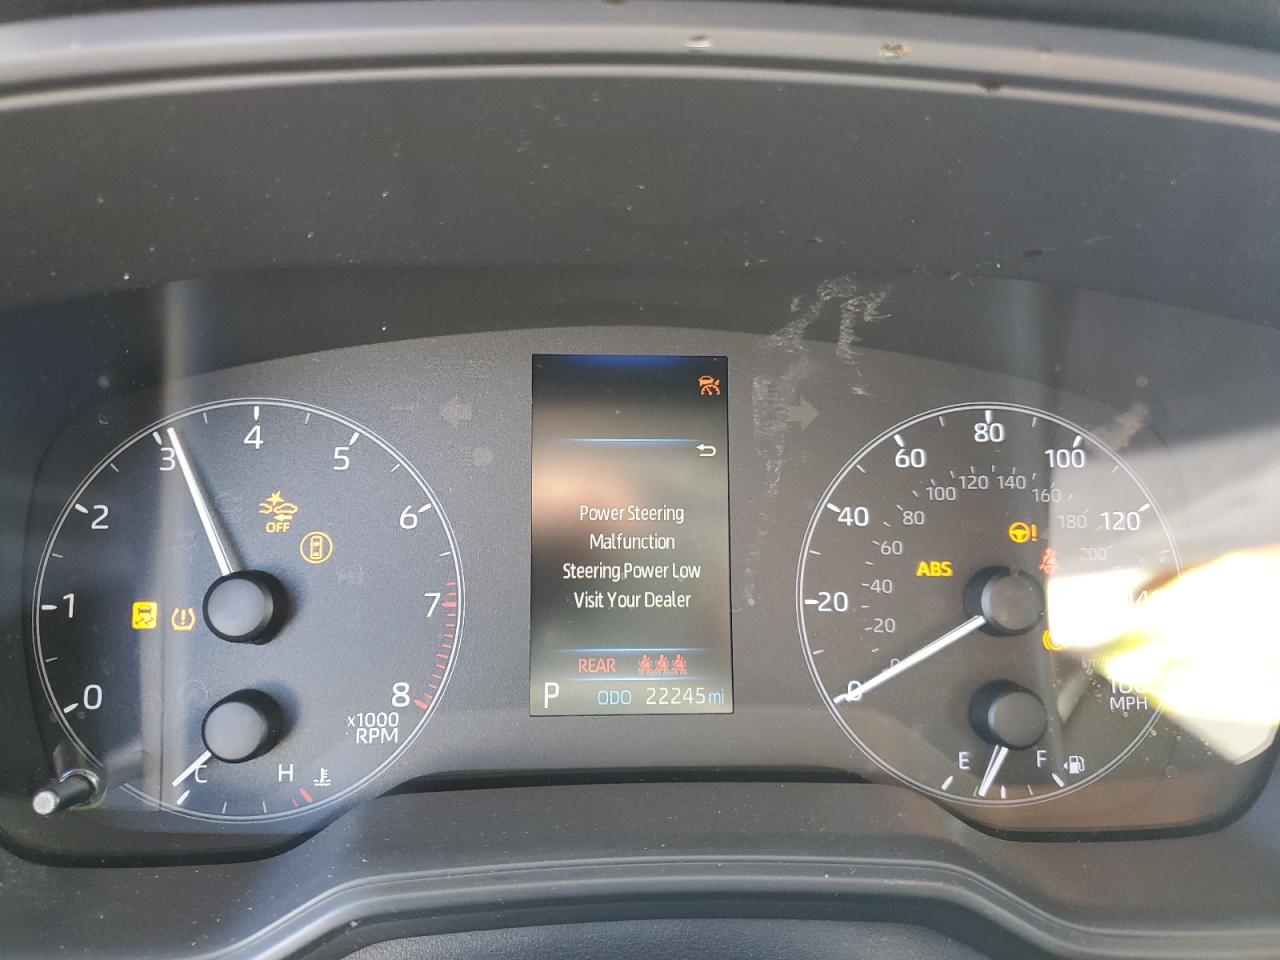 4
3
5
2
6
OFF
1
7
0
8
x1000
RPM
C
H
Power Steering
Malfunction
Steering Power Low
Visit Your Dealer
REAR
P ODO 22245 mi
80
60
100
120 140
100
160
40
80
180
120
60
200
ABS
40
20
20
0
0
MPH
E
F